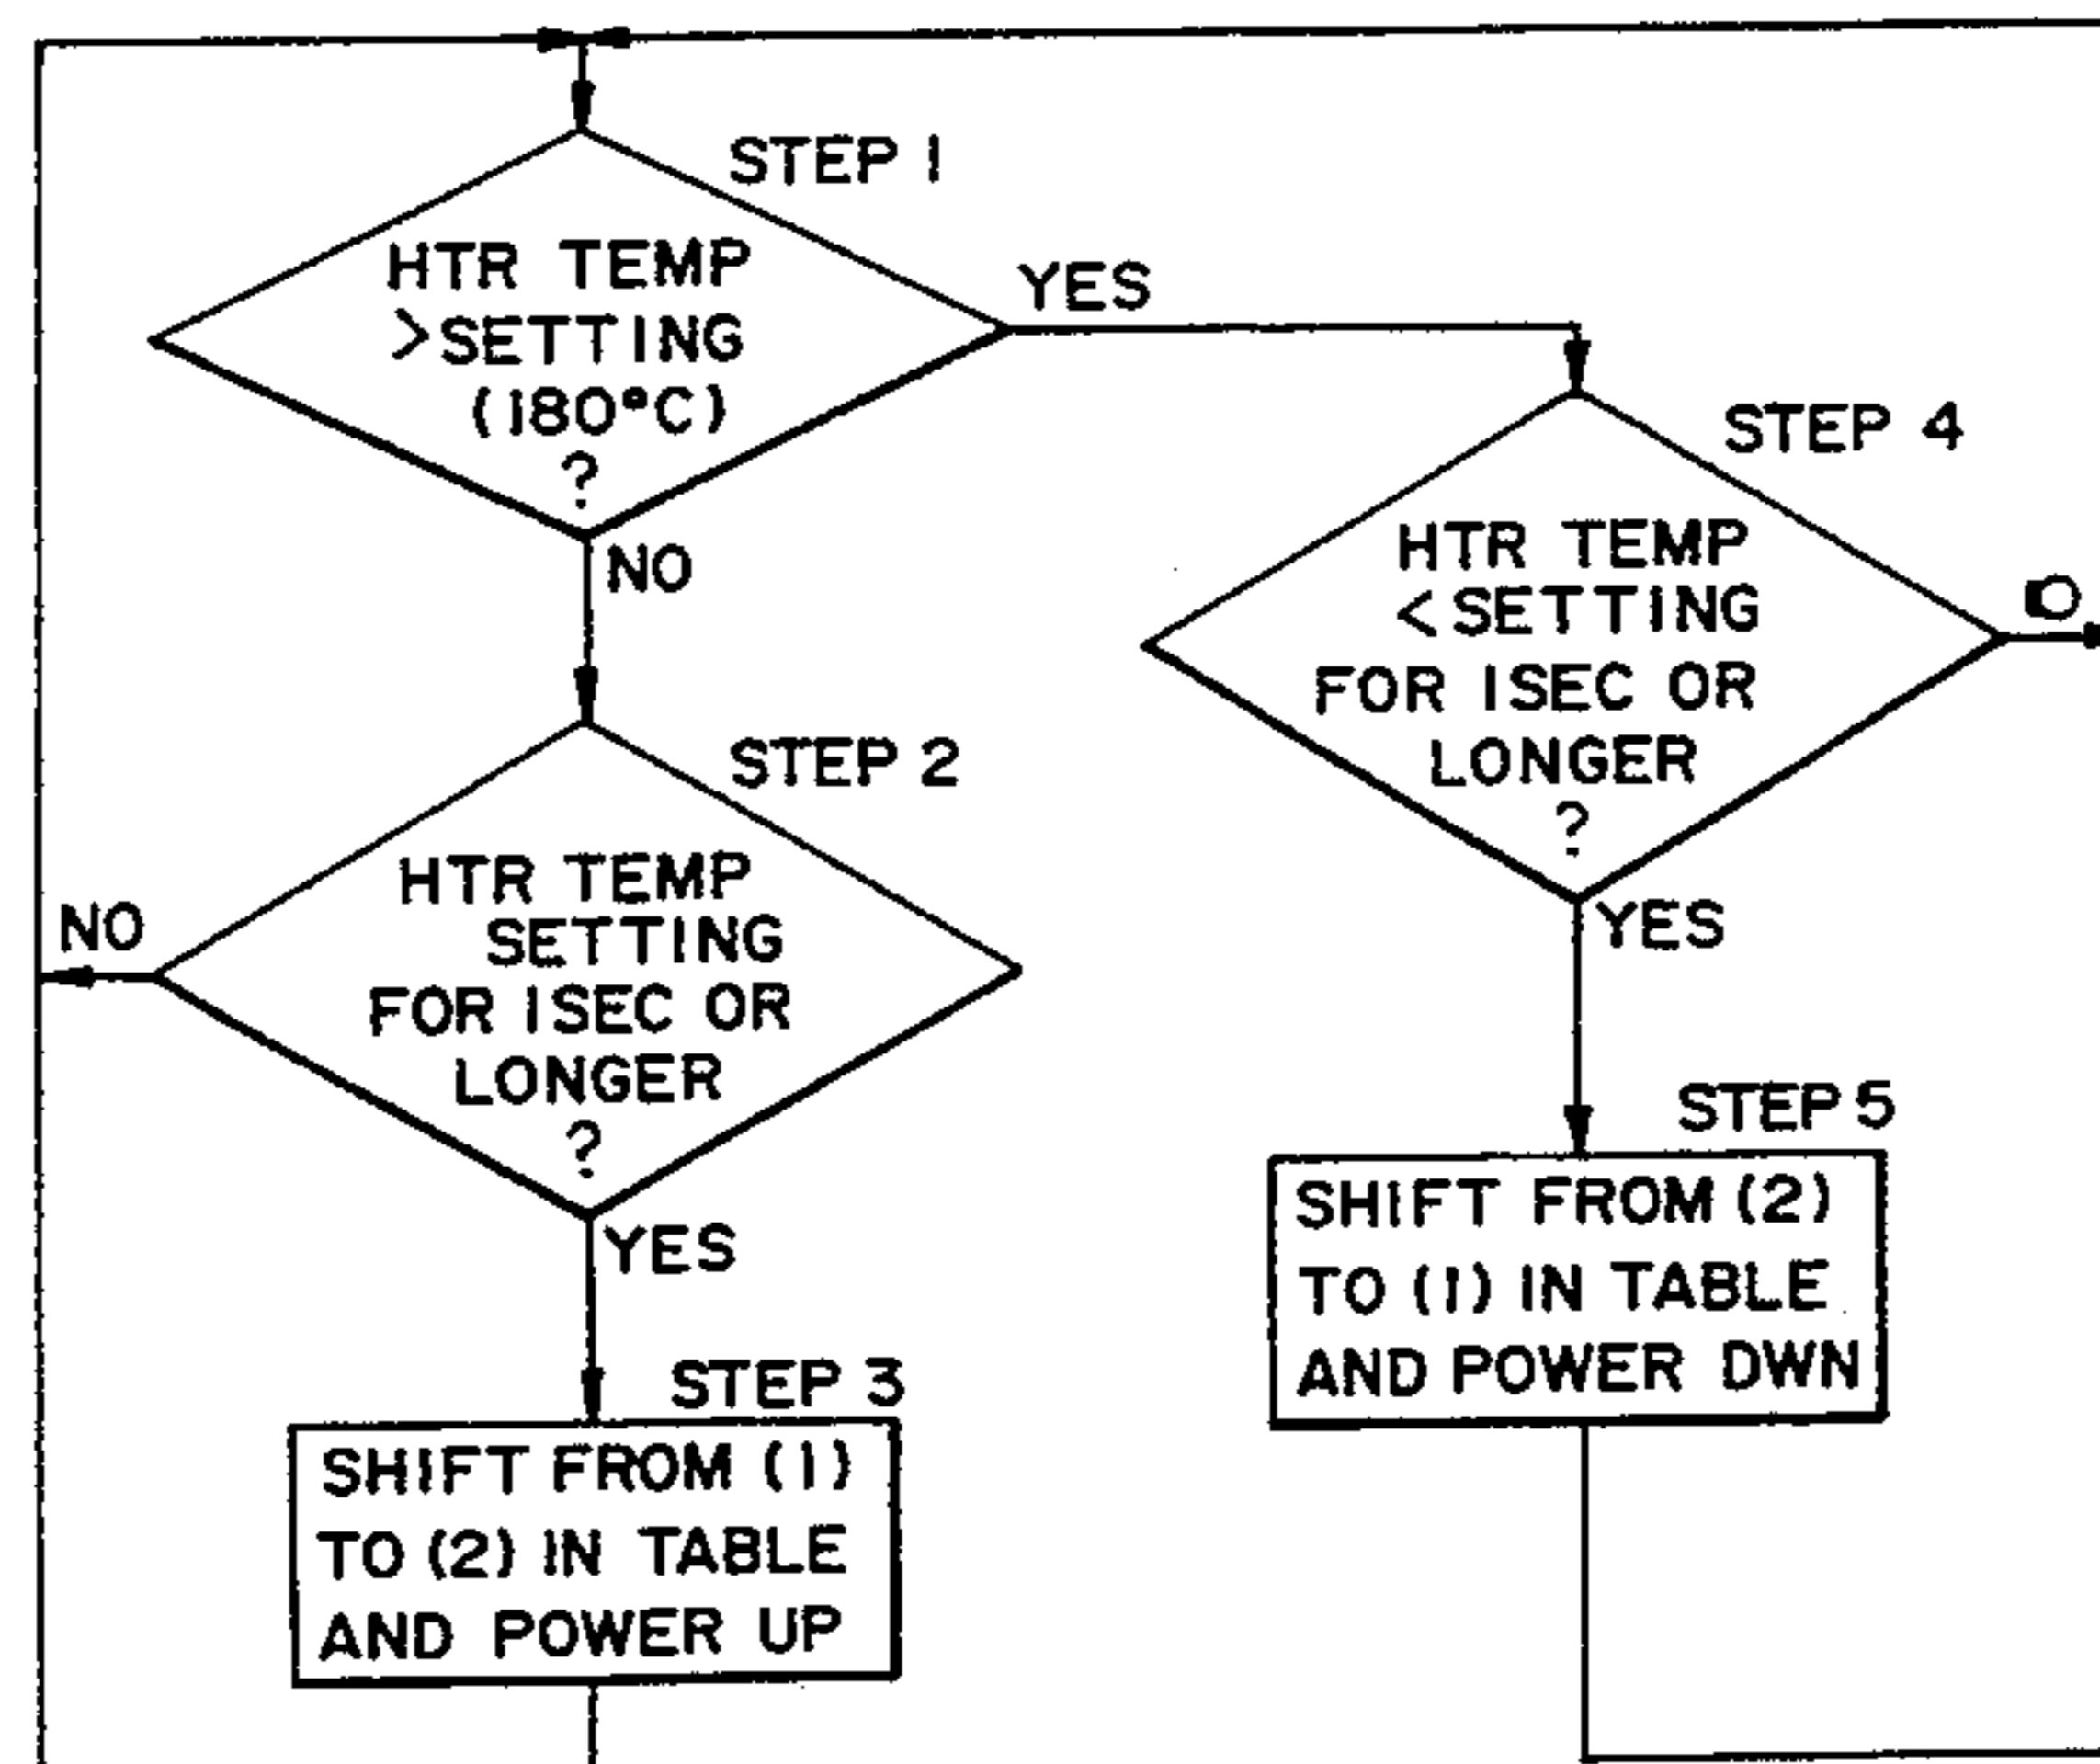 STEP 1
HTR TEMP
>SETTING
(180°C)
?
YES
NO
STEP 2
HTR TEMP
SETTING
FOR 1SEC OR
LONGER
?
NO
YES
STEP 3
SHIFT FROM (1)
TO (2) IN TABLE
AND POWER UP
STEP 4
HTR TEMP
<SETTING
FOR 1SEC OR
LONGER
?
YES
STEP 5
SHIFT FROM (2)
TO (1) IN TABLE
AND POWER DWN